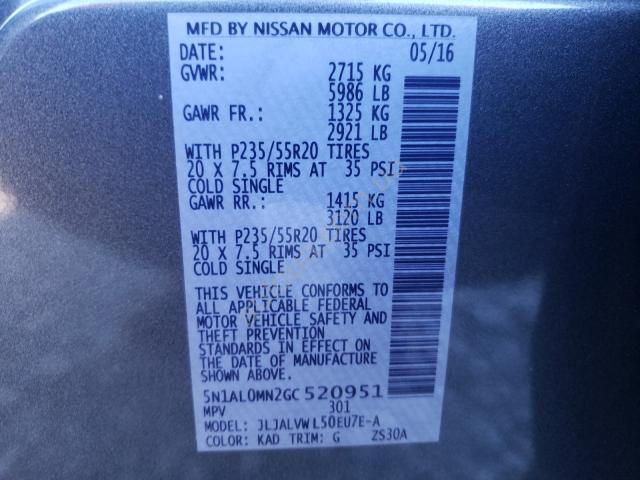 MFD BY NISSAN MOTOR CO., LTD.
DATE: 05/16
GVWR: 2715 KG
5986 LB
GAWR FR.: 1325 KG
2921 LB
WITH P235/55R20 TIRES
20 X 7.5 RIMS AT 35 PSI
COLD SINGLE
GAWR RR.: 1415 KG
3120 LB
WITH P235/55R20 TIRES
20 X 7.5 RIMS AT 35 PSI
COLD SINGLE
THIS VEHICLE CONFORMS TO
ALL APPLICABLE FEDERAL
MOTOR VEHICLE SAFETY AND
THEFT PREVENTION
STANDARDS IN EFFECT ON
THE DATE OF MANUFACTURE
SHOWN ABOVE.
5N1AL0MN2GC520951
MPV 301
MODEL: JLJALVWL50EU7E-A
COLOR: KAD TRIM: G ZS30A